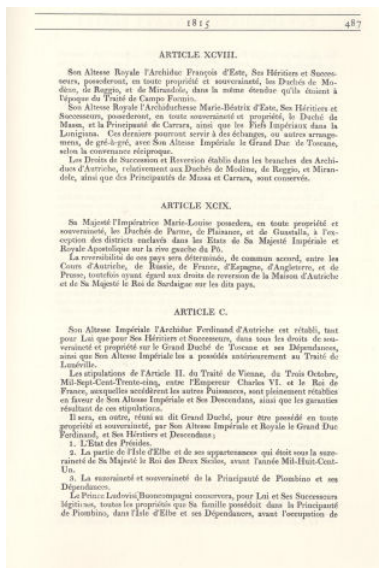 1815 487
ARTICLE XCVIII.
Son Altesse Royale l'Archiduc François d'Este, Ses Héritiers et Succes-
seurs, possederont, en toute propriété et souveraineté, les Duchés de Mo-
dène, de Reggio, et de Mirandole, dans la même étendue qu'ils étoient à
l'époque du Traité de Campo Formio.
Son Altesse Royale l'Archiduchesse Marie-Béatrix d'Este, Ses Héritiers et
Successeurs, posederont, en toute souveraineté et propriété, le Duché de
Massa, et la Principauté de Carrara, ainsi que les Fiefs Impériaux dans la
Lunigiana. Ces derniers pourront servir à des échanges, ou autres arrange-
mens, de gré-à-gré, avec Son Altesse Impériale le Grand Duc de Toscane,
selon la convenance réciproque.
Les Droits de Succession et Réversion établis dans les branches des Archi-
ducs d'Autriche, relativement aux Duchés de Modène, de Reggio, et Miran-
dole, ainsi que des Principautés de Massa et Carrara, sont conservés.
ARTICLE XCIX.
Sa Majesté l'Impératrice Marie-Louise possedera, en toute propriété et
souveraineté, les Duchés de Parme, de Plaisance, et de Guastalla, à l'ex-
ception des districts enclavés dans les Etats de Sa Majesté Impériale et
Royale Apostolique sur la rive gauche du Pô.
La reversibilité de ces pays sera déterminée, de commun accord, entre les
Cours d'Autriche, de Russie, de France, d'Espagne, d'Angleterre, et de
Prusse, toutefois ayant égard aux droits de reversion de la Maison d'Autriche
et de Sa Majesté le Roi de Sardaigne sur les dits pays.
ARTICLE C.
Son Altesse Impériale l'Archiduc Ferdinand d'Autriche est rétabli, tant
pour Lui que pour Ses Héritiers et Successeurs, dans tous les droits de sou-
veraineté et propriété sur le Grand Duché de Toscane et ses Dépendances,
ainsi que Son Altesse Impériale les a possédés antérieurement au Traité de
Lunéville.
Les stipulations de l'Article II. du Traité de Vienne, du Trois Octobre,
Mil-Sept-Cent-Trente-cinq, entre l'Empereur Charles VI. et le Roi de
France, auxquelles accédèrent les autres Puissances, sont pleinement rétablies
en faveur de Son Altesse Impériale et Ses Descendans, ainsi que les garanties
résultant de ces stipulations.
Il sera, en outre, réuni au dit Grand Duché, pour être possédé en toute
propriété et souveraineté, par Son Altesse Impériale et Royale le Grand Duc
Ferdinand, et Ses Héritiers et Descendans;
1. L'Etat des Présides.
2. La partie de l'Isle d'Elbe et de ses appartenances qui étoit sous la suze-
raineté de Sa Majesté le Roi des Deux Siciles, avant l'année Mil-Huit-Cent-
Un.
3. La suzeraineté et souveraineté de la Principauté de Piombino et ses
Dépendances.
Le Prince Ludovisi Buoncompagni conservera, pour Lui et Ses Successeurs
légitimes, toutes les propriétés que Sa famille possédoit dans la Principauté
de Piombino, dans l'Isle d'Elbe et ses Dépendances, avant l'occupation de